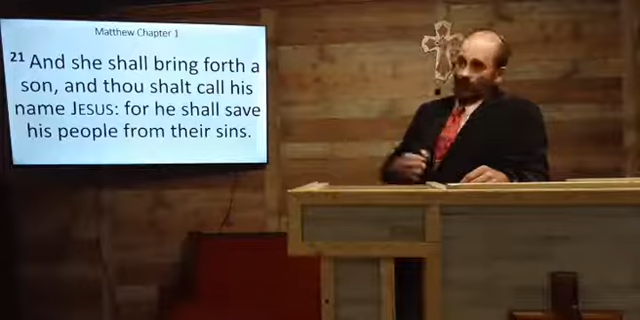 Matthew Chapter 1
21 And she shall bring forth a
son, and thou shalt call his
name JESUS: for he shall save
his people from their sins.